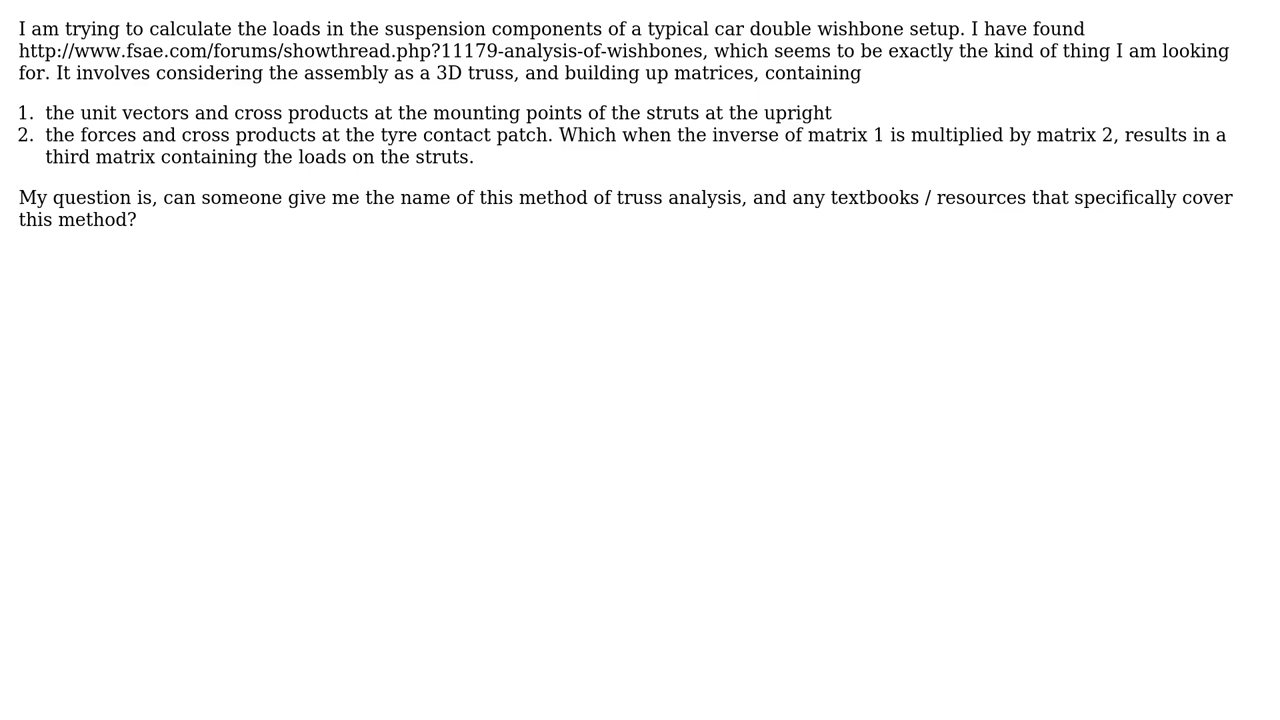 I am trying to calculate the loads in the suspension components of a typical car double wishbone setup. I have found
http://www.fsae.com/forums/showthread.php?11179-analysis-of-wishbones, which seems to be exactly the kind of thing I am looking
for. It involves considering the assembly as a 3D truss, and building up matrices, containing
1. the unit vectors and cross products at the mounting points of the struts at the upright
2. the forces and cross products at the tyre contact patch. Which when the inverse of matrix 1 is multiplied by matrix 2, results in a
third matrix containing the loads on the struts.
My question is, can someone give me the name of this method of truss analysis, and any textbooks / resources that specifically cover
this method?